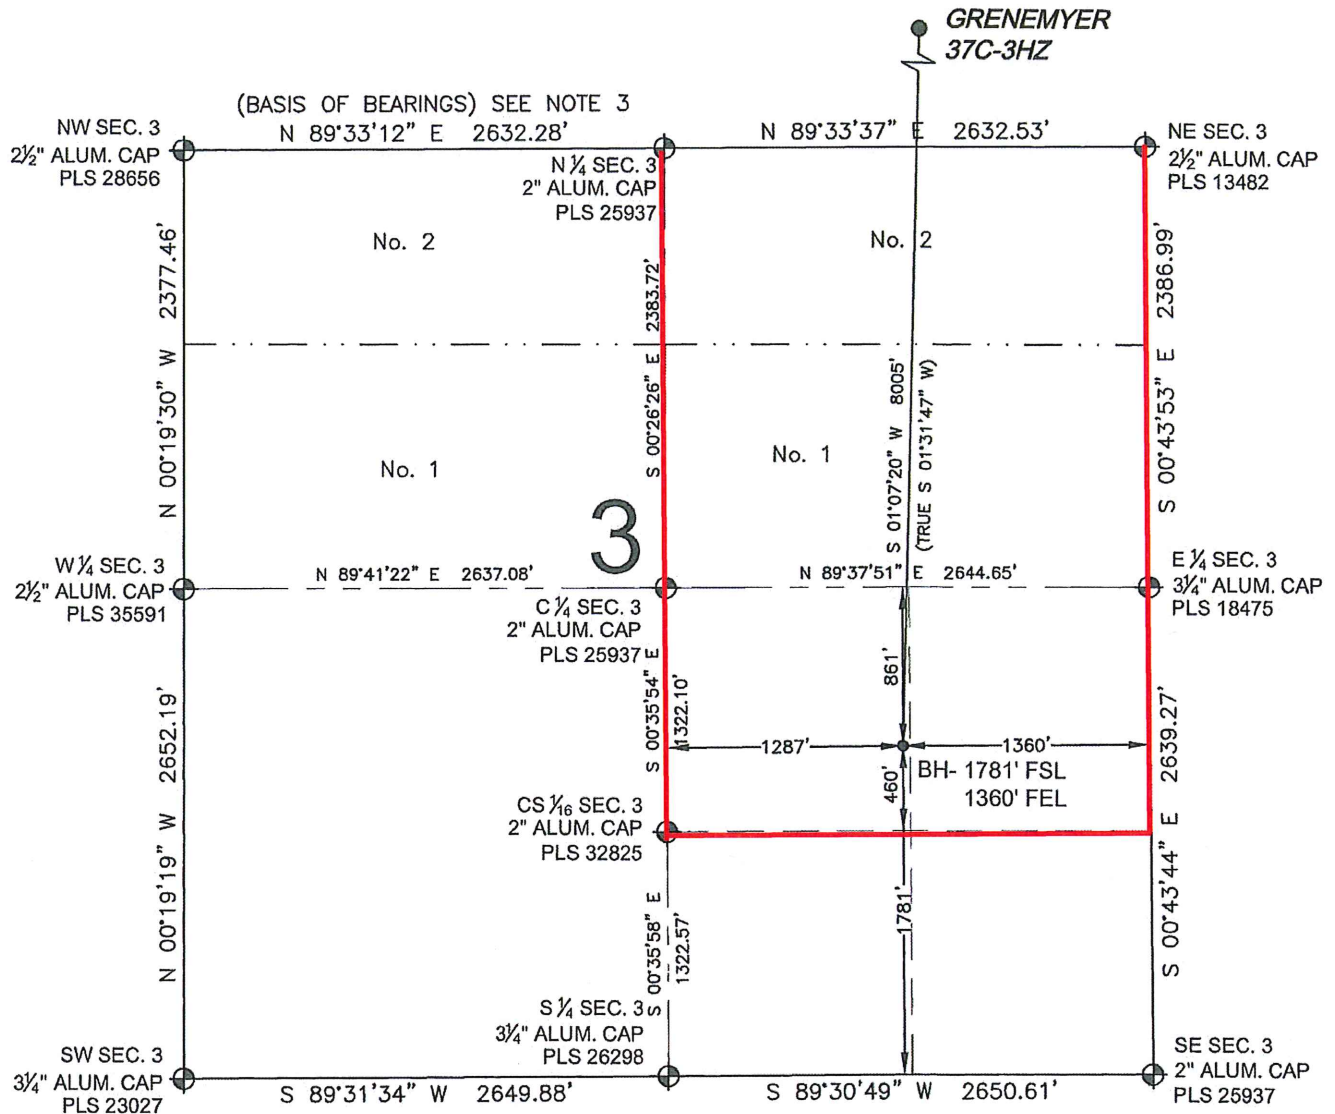 GRENEMYER
37C-3HZ
(BASIS OF BEARINGS) SEE NOTE 3
N 89°33'12" E 2632.28'
N 89°33'37" E 2632.53'
NW SEC. 3
2½" ALUM. CAP
PLS 28656
N ¼ SEC. 3
2" ALUM. CAP
PLS 25937
NE SEC. 3
2½" ALUM. CAP
PLS 13482
No. 2
No. 2
N 00°19'30" W 2377.46'
S 00°26'26" E 2383.72'
S 01°07'20" W 8005'
(TRUE S 01°31'47" W)
S 00°43'53" E 2386.99'
No. 1
No. 1
3
W ¼ SEC. 3
2½" ALUM. CAP
PLS 35591
N 89°41'22" E 2637.08'
N 89°37'51" E 2644.65'
C ¼ SEC. 3
2" ALUM. CAP
PLS 25937
E ¼ SEC. 3
3¼" ALUM. CAP
PLS 18475
N 00°19'19" W 2652.19'
S 00°35'54" E
1322.10'
861'
1287'
1360'
BH- 1781' FSL
1360' FEL
460'
S 00°43'44" E 2639.27'
CS 1⁄16 SEC. 3
2" ALUM. CAP
PLS 32825
S 00°35'58" E
1322.57'
1781'
S ¼ SEC. 3
3¼" ALUM. CAP
PLS 26298
SW SEC. 3
3¼" ALUM. CAP
PLS 23027
SE SEC. 3
2" ALUM. CAP
PLS 25937
S 89°31'34" W 2649.88'
S 89°30'49" W 2650.61'